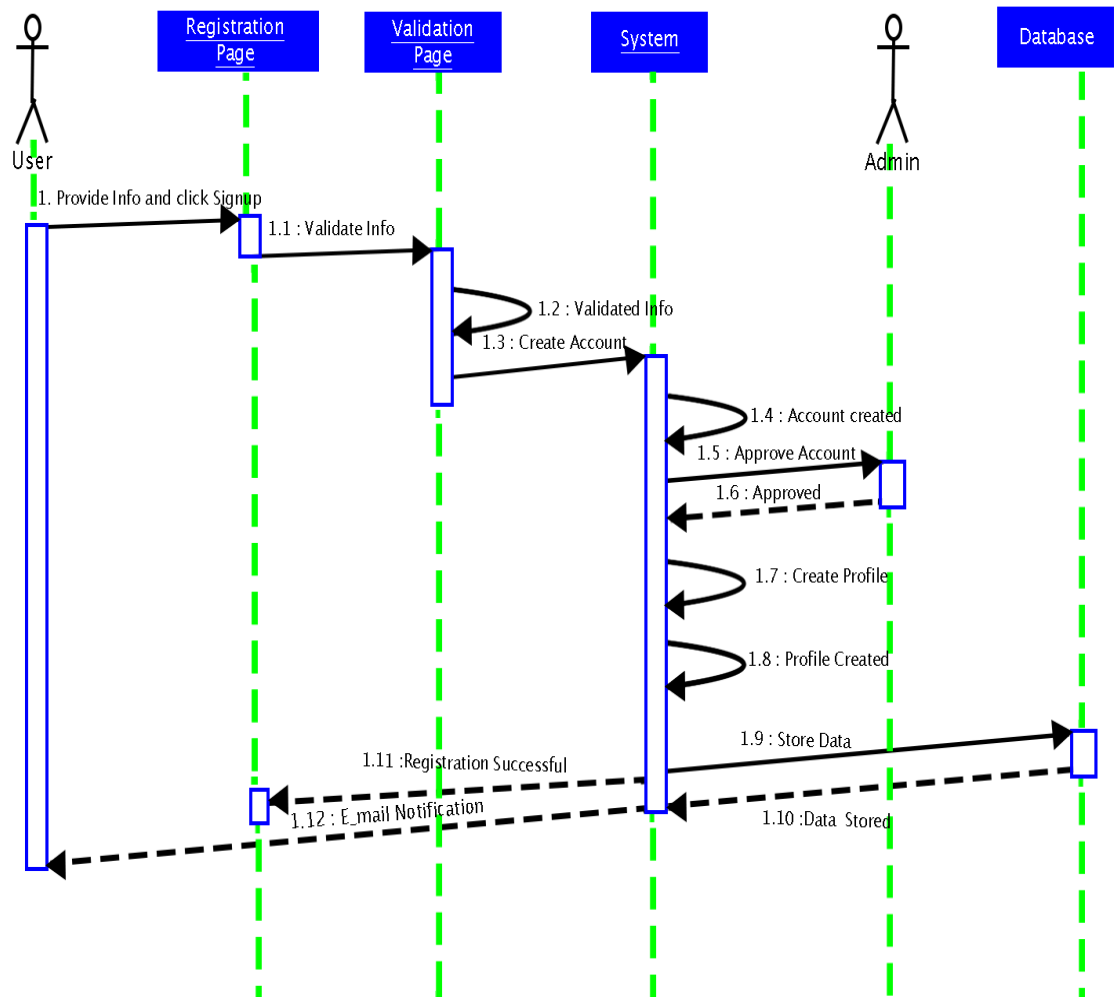 Registration
Page
Validation
Page
System
Database
User
Admin
1. Provide Info and click Signup
1.1 : Validate Info
1.2 : Validated Info
1.3 : Create Account
1.4 : Account created
1.5 : Approve Account
1.6 : Approved
1.7 : Create Profile
1.8 : Profile Created
1.9 : Store Data
1.11 :Registration Successful
1.12 : E_mail Notification
1.10 :Data Stored